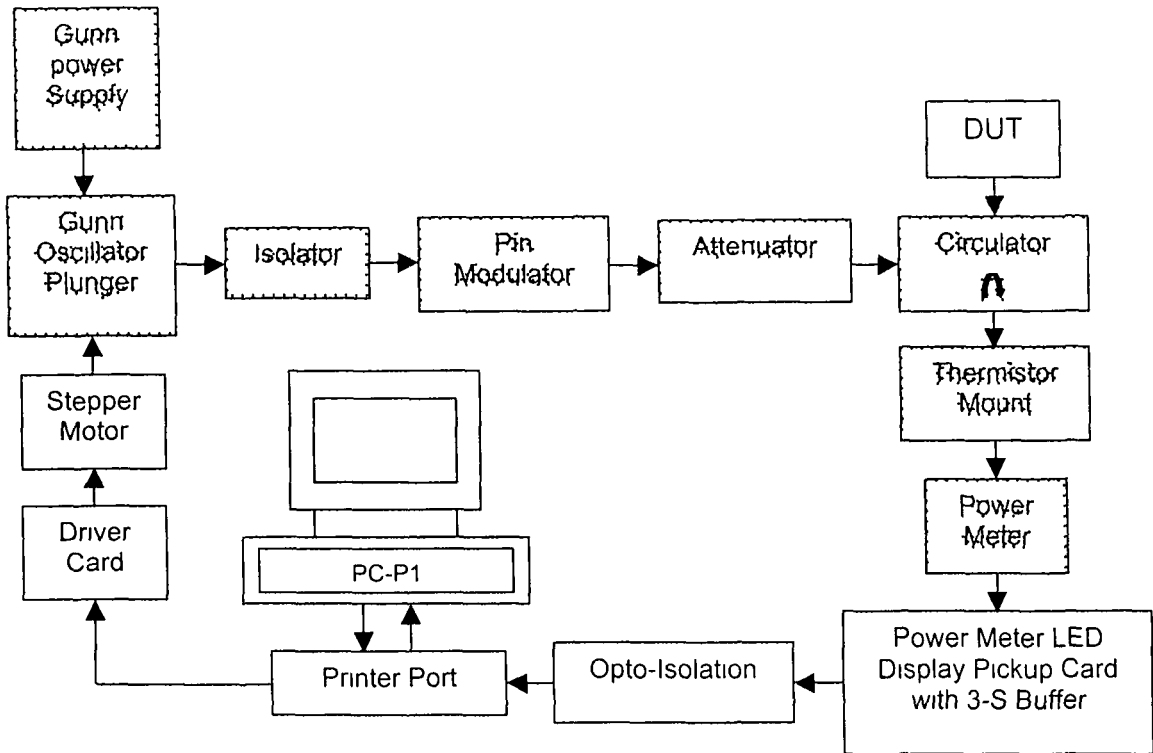 Gunn
power
Supply
DUT
Gunn
Oscillator
Plunger
Isolator
Pin
Modulator
Attenuator
Circulator
Stepper
Motor
Thermistor
Mount
Driver
Card
PC-P1
Power
Meter
Printer Port
Opto-Isolation
Power Meter LED
Display Pickup Card
with 3-S Buffer